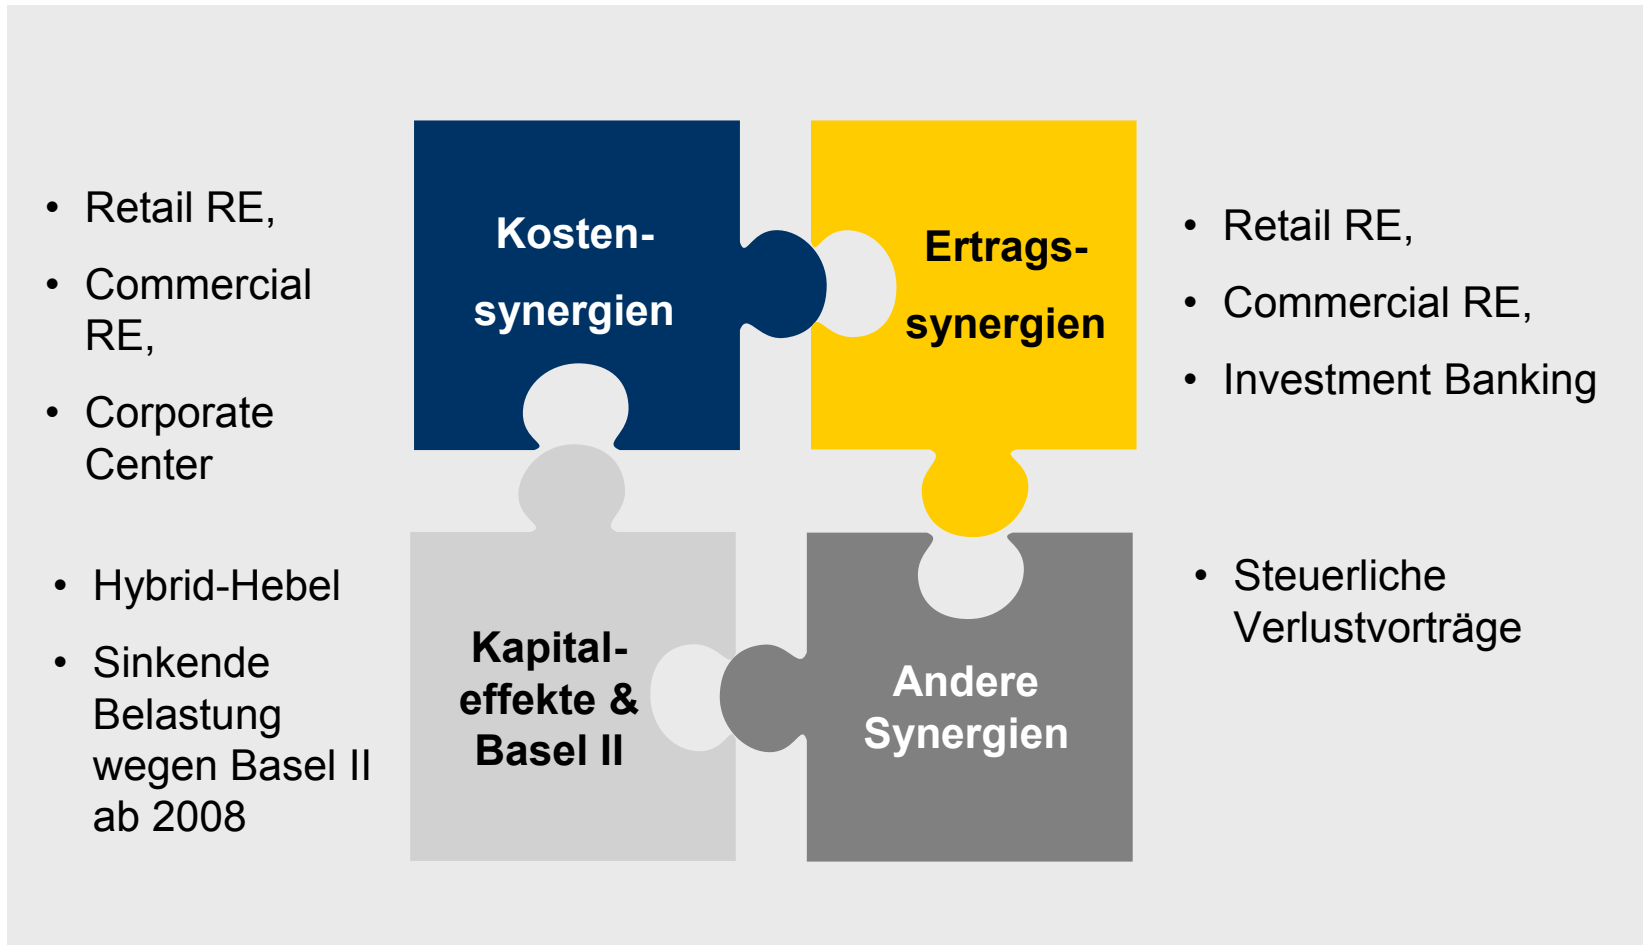 • Retail RE,
• Commercial
RE,
• Corporate
Center
Kosten-
synergien
Ertrags-
synergien
• Retail RE,
• Commercial RE,
• Investment Banking
• Hybrid-Hebel
• Sinkende
Belastung
wegen Basel II
ab 2008
Kapital-
effekte &
Basel II
Andere
Synergien
• Steuerliche
Verlustvorträge